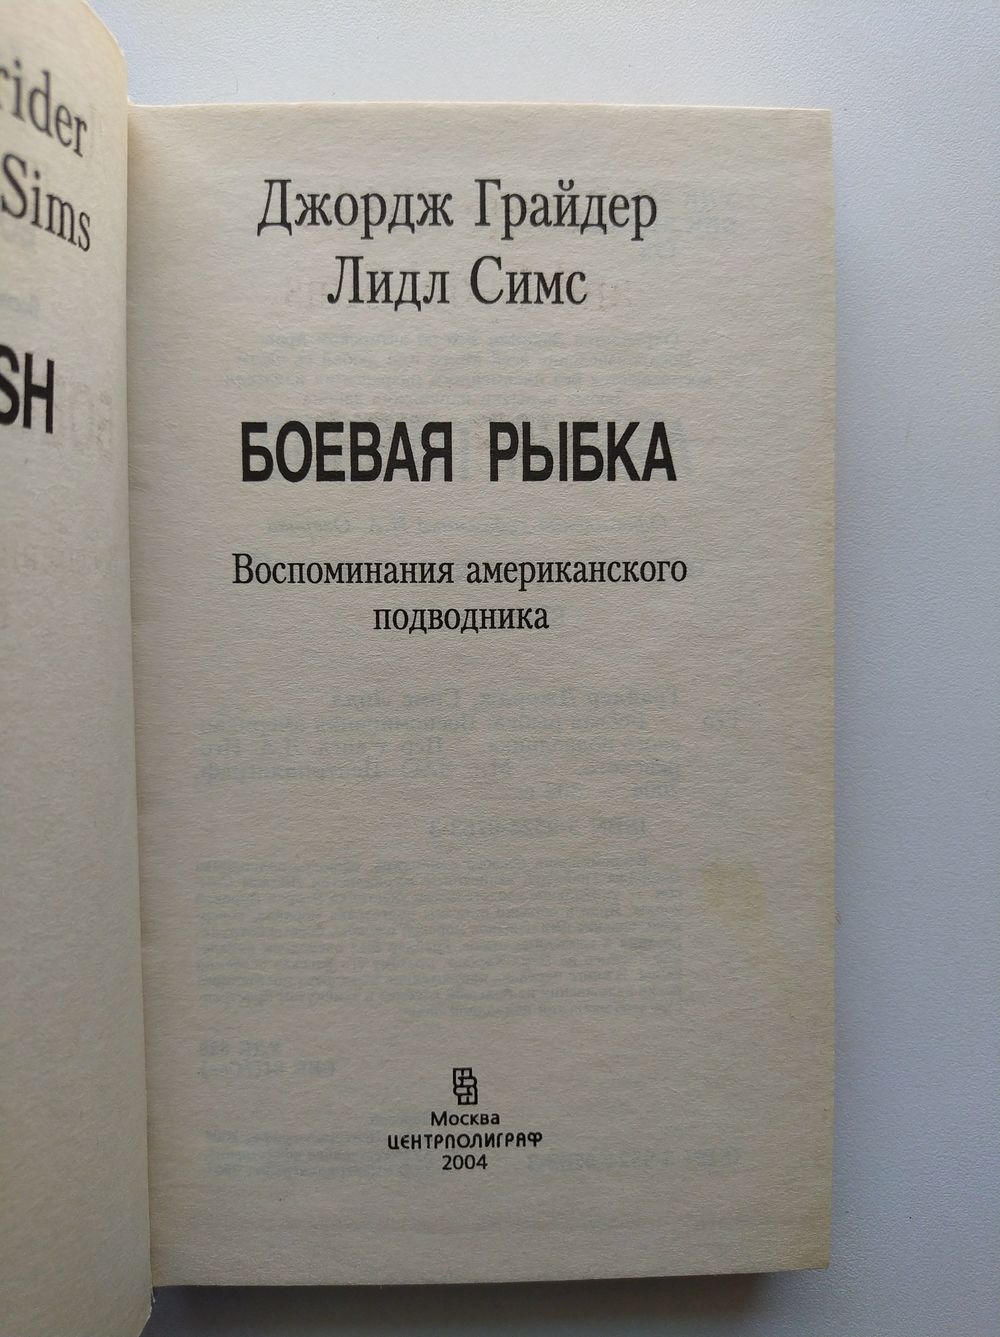 rider
Sims
SH
Джордж Грайдер
Лидл Симс
БОЕВАЯ РЫБКА
Воспоминания американского
подводника
Москва
ЦЕНТРПОЛИГРАФ
2004